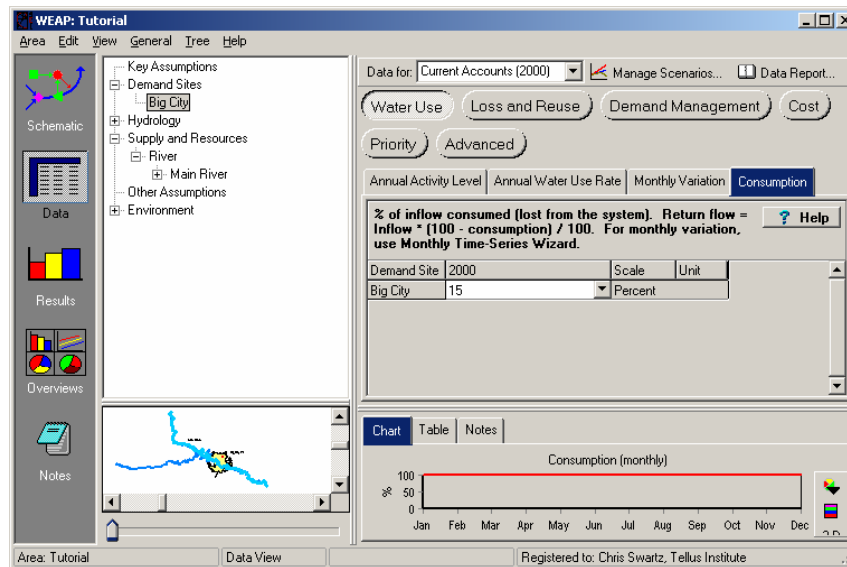 WEAP: Tutorial
Area Edit View General Tree Help
Schematic
Data
Results
Overviews
Notes
Key Assumptions
Demand Sites
Big City
Hydrology
Supply and Resources
River
Main River
Other Assumptions
Environment
Data for: Current Accounts (2000) Manage Scenarios... Data Report...
Water Use Loss and Reuse Demand Management Cost
Priority Advanced
Annual Activity Level Annual Water Use Rate Monthly Variation Consumption
% of inflow consumed (lost from the system). Return flow =
Inflow * (100 - consumption) / 100. For monthly variation,
use Monthly Time-Series Wizard.
? Help
Demand Site 2000 Scale Unit
Big City 15 Percent
Chart Table Notes
Consumption (monthly)
%
100
50
0
Jan Feb Mar Apr May Jun Jul Aug Sep Oct Nov Dec
Area: Tutorial Data View Registered to: Chris Swartz, Tellus Institute